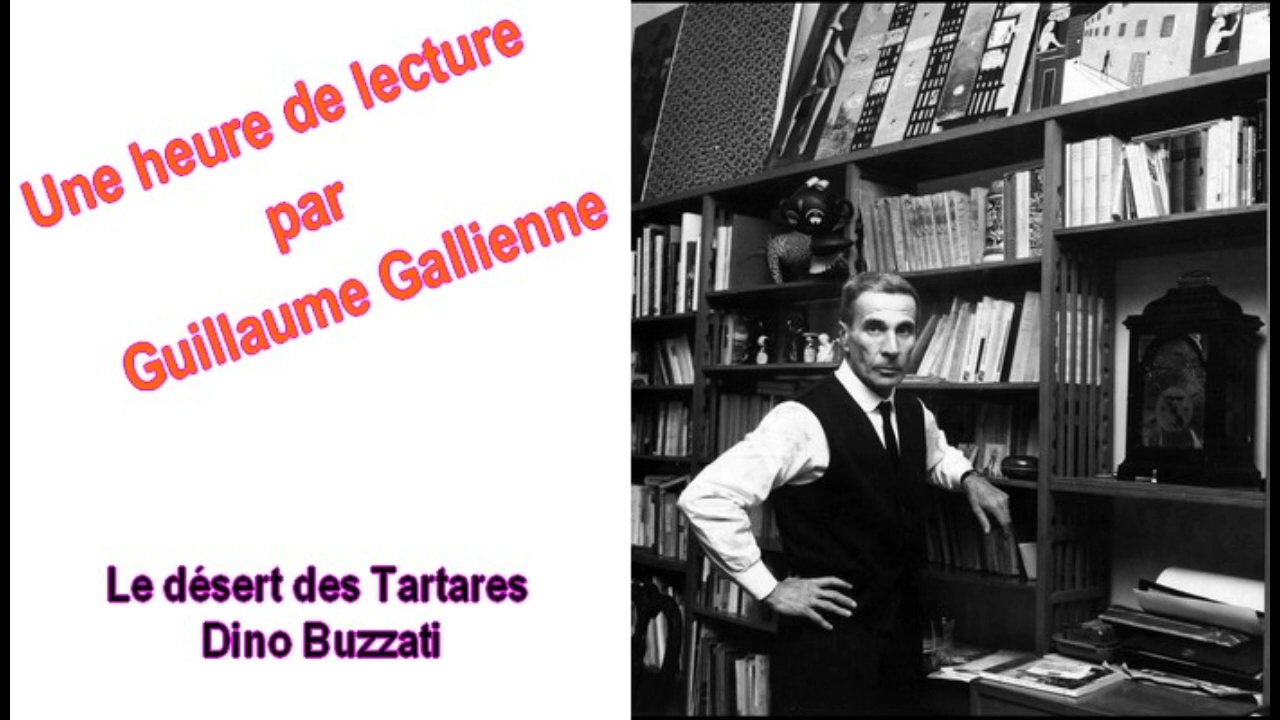 Une heure de lecture
par
Guillaume Gallienne
Le désert des Tartares
Dino Buzzati